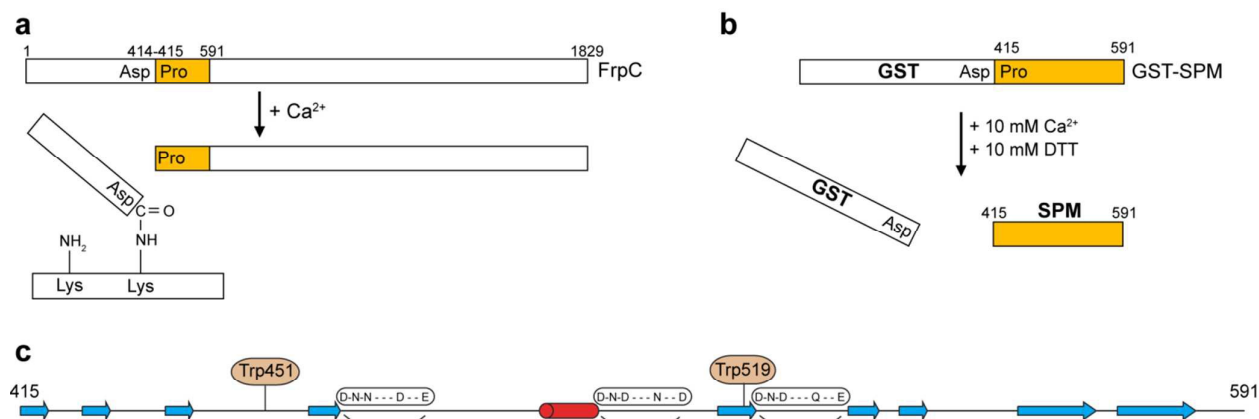 a
1 414-415 591 1829
Asp Pro FrpC
+ Ca²⁺
Pro
Asp
C=O
NH₂ NH
Lys Lys
b
415 591
GST Asp Pro GST-SPM
+ 10 mM Ca²⁺
+ 10 mM DTT
GST Asp
415 SPM 591
c
415 Trp451 Trp519 591
D-N-N---D--E D-N-D---N--D D-N-D---Q--E